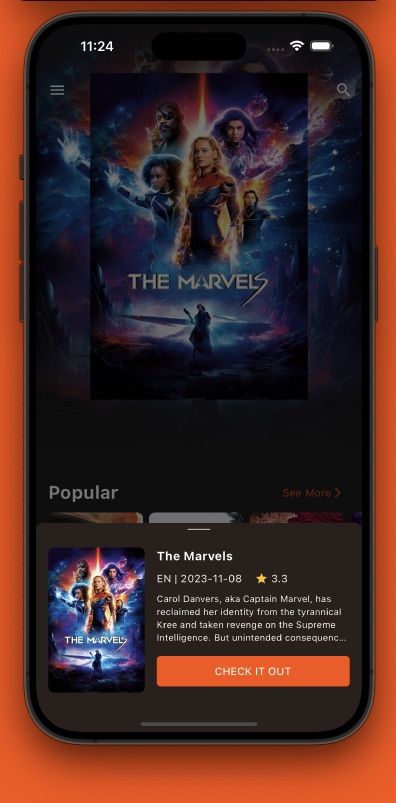 11:24
THE MARVELS
Popular
See More
The Marvels
EN | 2023-11-08 3.3
Carol Danvers, aka Captain Marvel, has
reclaimed her identity from the tyrannical
Kree and taken revenge on the Supreme
Intelligence. But unintended consequenc...
THE MARVELS
CHECK IT OUT